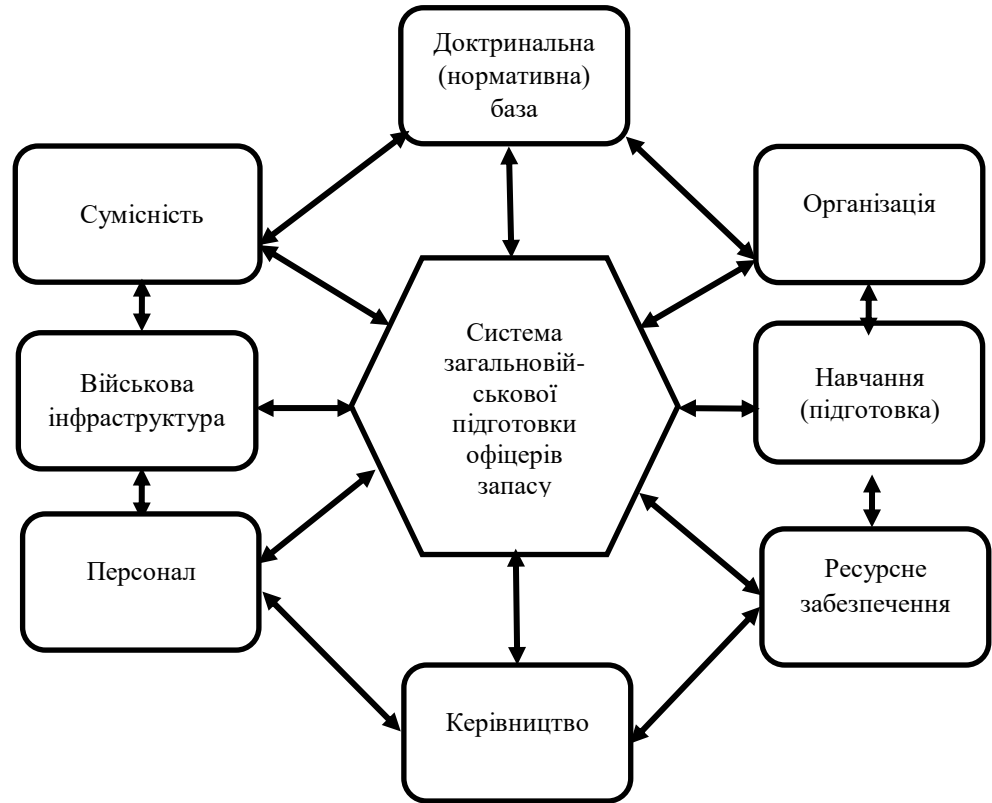 Доктринальна
(нормативна)
база
Сумісність
Організація
Система
загальновій-
ськової
підготовки
офіцерів
запасу
Військова
інфраструктура
Навчання
(підготовка)
Персонал
Ресурсне
забезпечення
Керівництво